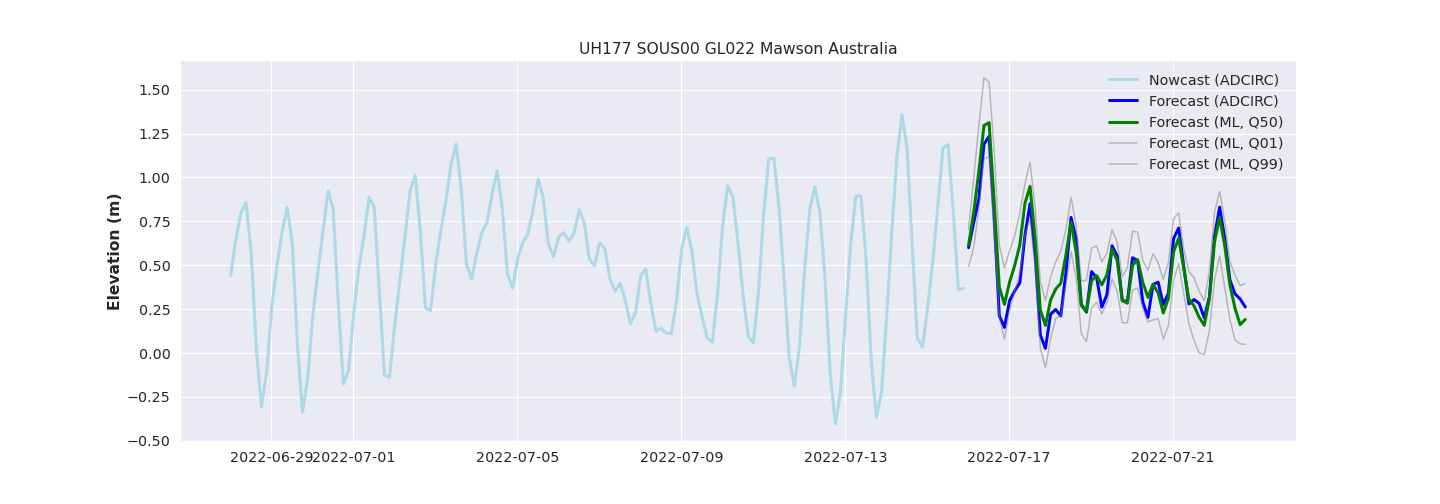 UH177 SOUS00 GL022 Mawson Australia
Elevation (m)
1.50
1.25
1.00
0.75
0.50
0.25
0.00
−0.25
−0.50
Nowcast (ADCIRC)
Forecast (ADCIRC)
Forecast (ML, Q50)
Forecast (ML, Q01)
Forecast (ML, Q99)
2022-06-29 2022-07-01 2022-07-05 2022-07-09 2022-07-13 2022-07-17 2022-07-21